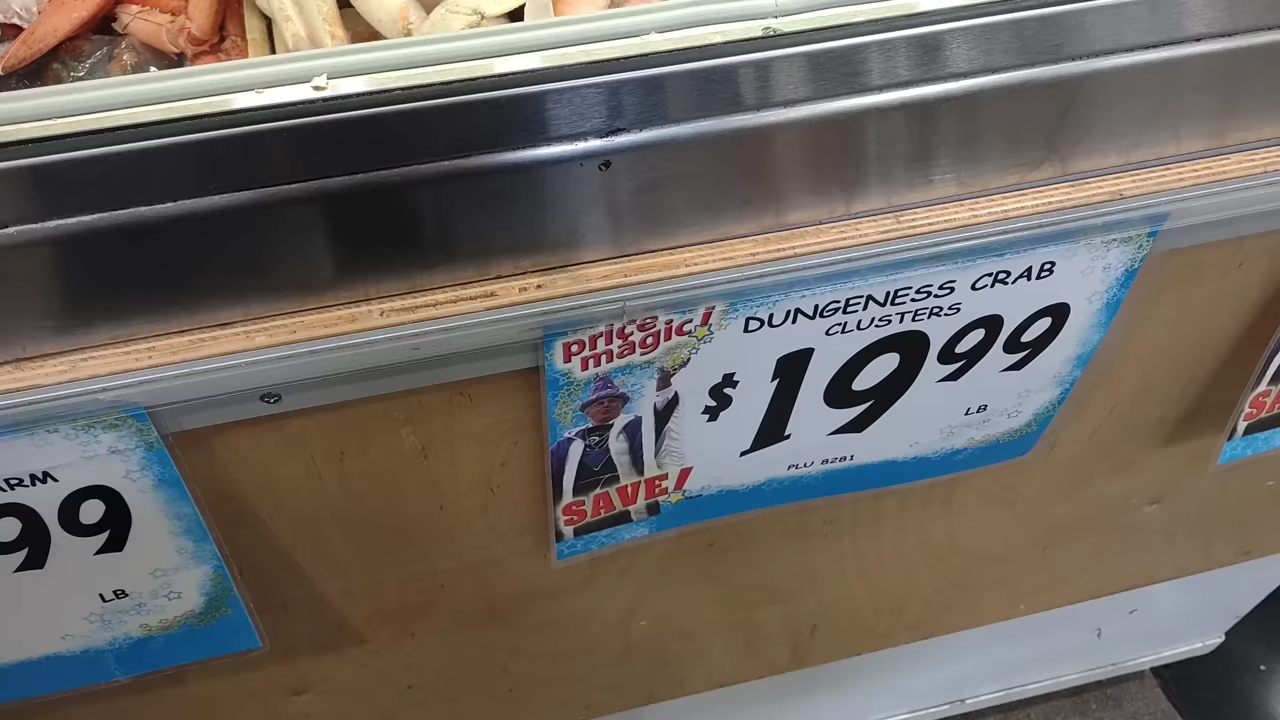 price
magic!
DUNGENESS CRAB
CLUSTERS
$1999
LB
PLU 8281
SAVE!
99
LB